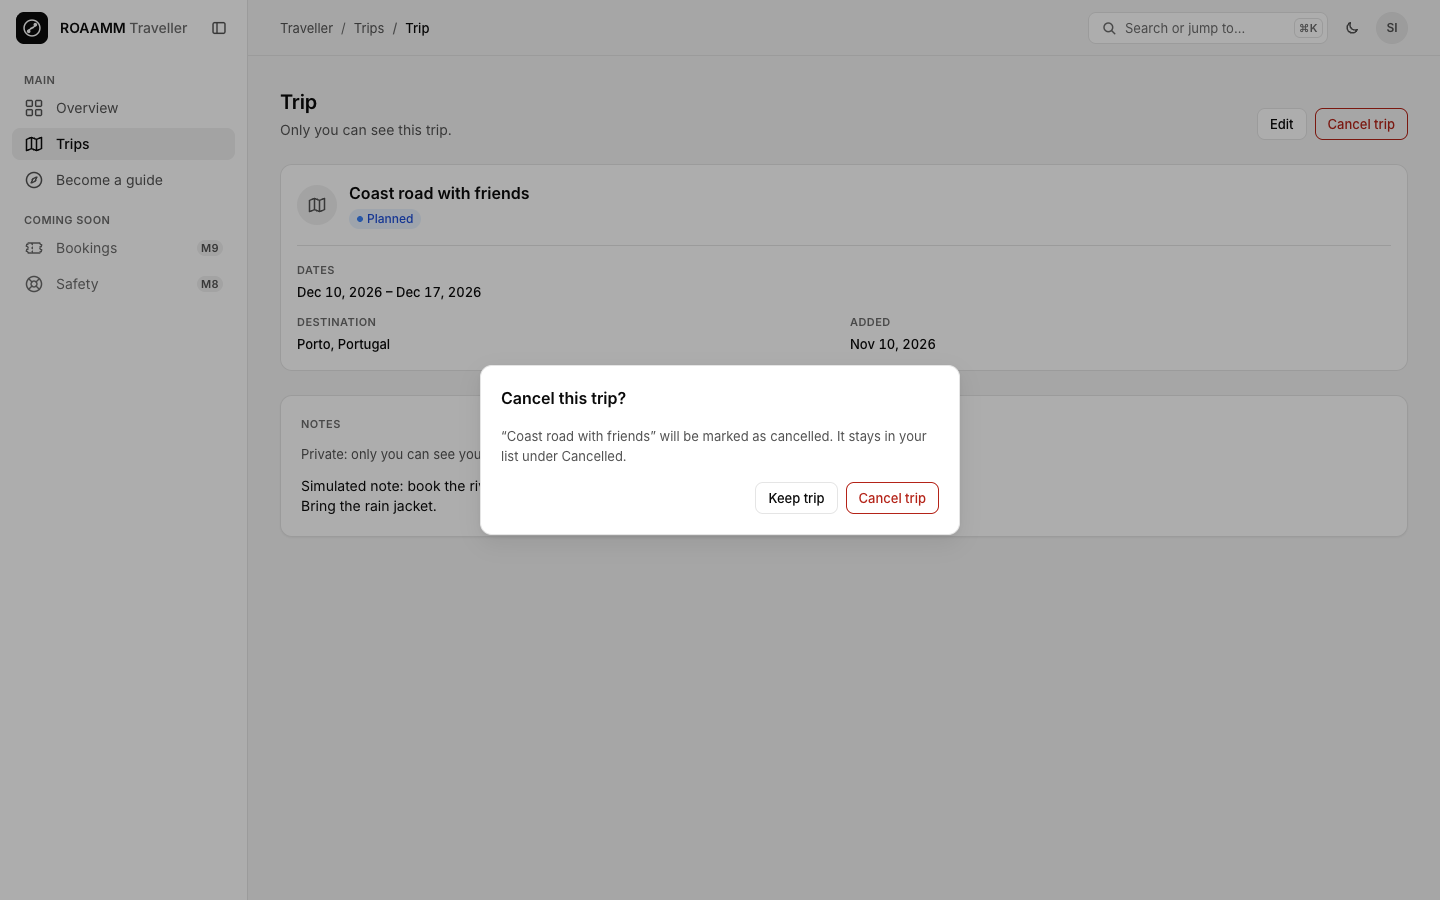 ROAAMM Traveller
Traveller / Trips / Trip
Search or jump to...
⌘K
SI
MAIN
Overview
Trips
Become a guide
COMING SOON
Bookings
M9
Safety
M8
Trip
Only you can see this trip.
Edit
Cancel trip
Coast road with friends
Planned
DATES
Dec 10, 2026 – Dec 17, 2026
DESTINATION
Porto, Portugal
ADDED
Nov 10, 2026
NOTES
Private: only you can see
Simulated note: book the
Bring the rain jacket.
Cancel this trip?
“Coast road with friends” will be marked as cancelled. It stays in your
list under Cancelled.
Keep trip
Cancel trip